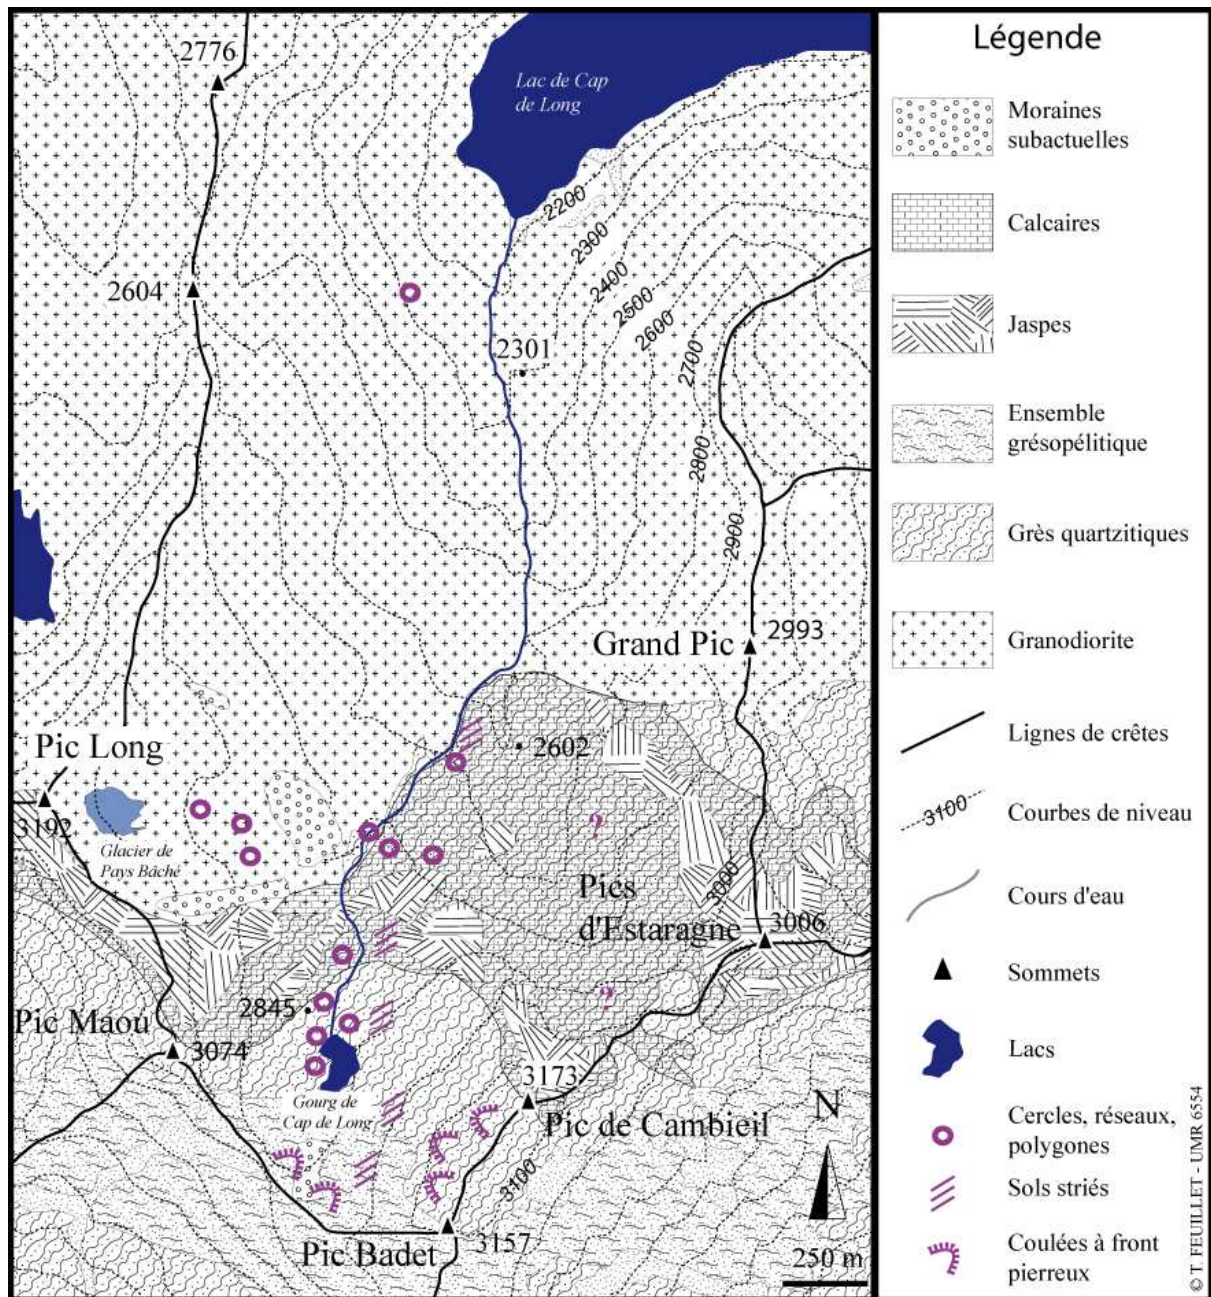 2776
Lac de Cap
de Long
2200
2300
2400
2500
2600
2604
2301
2700
2800
2900
Grand Pic
2993
Pic Long
2602
3192
Glacier de
Pays Bâché
?
Pics
d'Estaragne
3000
3006
2845
?
Pic Maou
3074
3173
Gourg de
Cap de Long
Pic de Cambieil
N
3100
Pic Badet
3157
250 m
Légende
Moraines
subactuelles
Calcaires
Jaspes
Ensemble
grésopélitique
Grès quartzitiques
Granodiorite
Lignes de crêtes
3100
Courbes de niveau
Cours d'eau
Sommets
Lacs
Cercles, réseaux,
polygones
Sols striés
Coulées à front
pierreux
© T. FEUILLET - UMR 6554